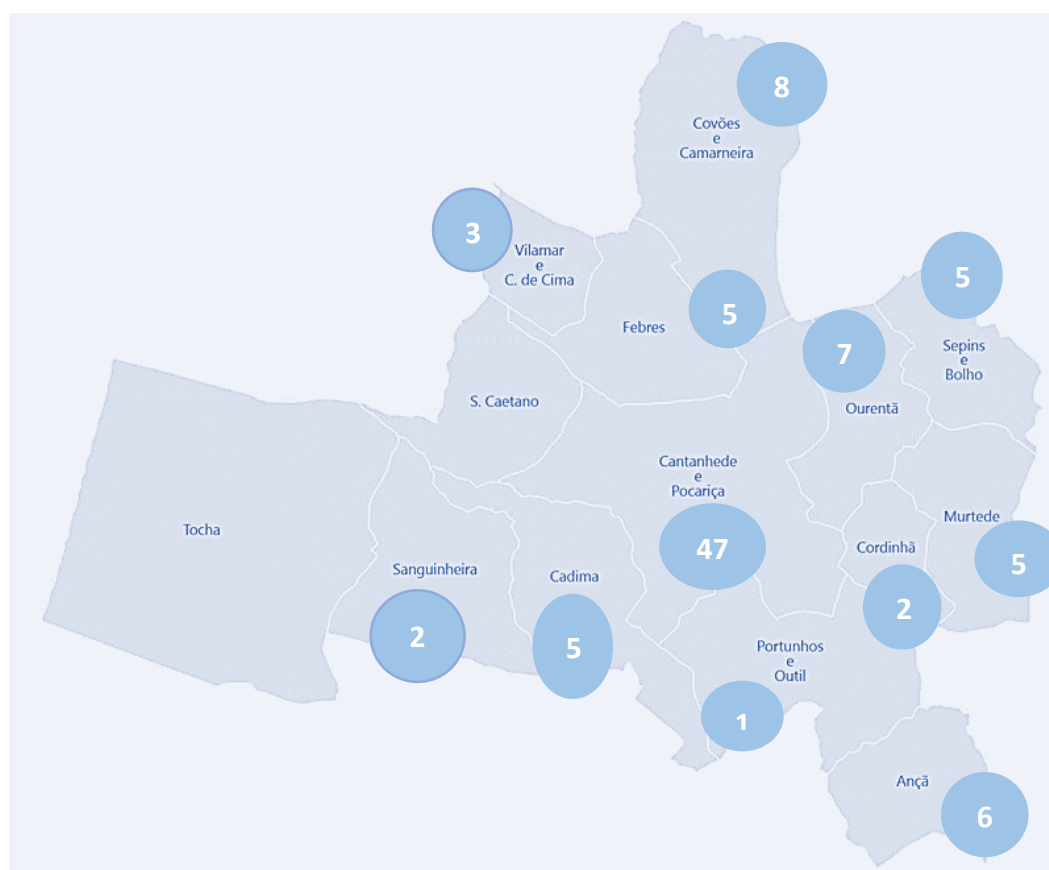 8
Covões
e
Camarneira
3
Vilamar
e
C. de Cima
5
Febres
5
Sepins
e
Bolho
7
Ourentã
S. Caetano
Cantanhede
e
Pocariça
47
Murtede
5
Cordinhã
2
Tocha
Sanguinheira
2
Cadima
5
Portunhos
e
Outil
1
Ançã
6